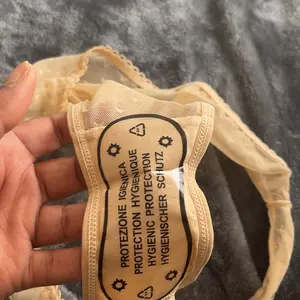 PROTEZIONE IGIENICA
PROTECTION HYGIENIQUE
HYGIENIC PROTECTION
HYGIENISCHER SCHUTZ